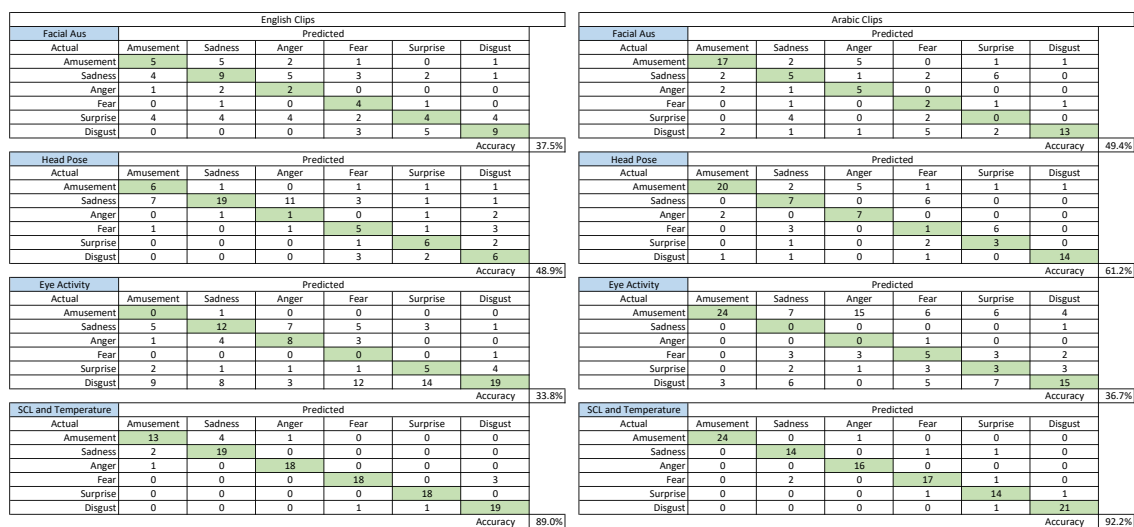 English Clips
Facial Aus Predicted
Actual Amusement Sadness Anger Fear Surprise Disgust
Amusement 5 5 2 1 0 1
Sadness 4 9 5 3 2 1
Anger 1 2 2 0 0 0
Fear 0 1 0 4 1 0
Surprise 4 4 4 2 4 4
Disgust 0 0 0 3 5 9
Accuracy 37.5%
Head Pose Predicted
Actual Amusement Sadness Anger Fear Surprise Disgust
Amusement 6 1 0 1 1 1
Sadness 7 19 11 3 1 1
Anger 0 1 1 0 1 2
Fear 1 0 1 5 1 3
Surprise 0 0 0 1 6 2
Disgust 0 0 0 3 2 6
Accuracy 48.9%
Eye Activity Predicted
Actual Amusement Sadness Anger Fear Surprise Disgust
Amusement 0 1 0 0 0 0
Sadness 5 12 7 5 3 1
Anger 1 4 8 3 0 0
Fear 0 0 0 0 0 1
Surprise 2 1 1 1 5 4
Disgust 9 8 3 12 14 19
Accuracy 33.8%
SCL and Temperature Predicted
Actual Amusement Sadness Anger Fear Surprise Disgust
Amusement 13 4 1 0 0 0
Sadness 2 19 0 0 0 0
Anger 1 0 18 0 0 0
Fear 0 0 0 18 0 3
Surprise 0 0 0 0 18 0
Disgust 0 0 0 1 1 19
Accuracy 89.0%
Arabic Clips
Facial Aus Predicted
Actual Amusement Sadness Anger Fear Surprise Disgust
Amusement 17 2 5 0 1 1
Sadness 2 5 1 2 6 0
Anger 2 1 5 0 0 0
Fear 0 1 0 2 1 1
Surprise 0 4 0 2 0 0
Disgust 2 1 1 5 2 13
Accuracy 49.4%
Head Pose Predicted
Actual Amusement Sadness Anger Fear Surprise Disgust
Amusement 20 2 5 1 1 1
Sadness 0 7 0 6 0 0
Anger 2 0 7 0 0 0
Fear 0 3 0 1 6 0
Surprise 0 1 0 2 3 0
Disgust 1 1 0 1 0 14
Accuracy 61.2%
Eye Activity Predicted
Actual Amusement Sadness Anger Fear Surprise Disgust
Amusement 24 7 15 6 6 4
Sadness 0 0 0 0 0 1
Anger 0 0 0 1 0 0
Fear 0 3 3 5 3 2
Surprise 0 2 1 3 3 3
Disgust 3 6 0 5 7 15
Accuracy 36.7%
SCL and Temperature Predicted
Actual Amusement Sadness Anger Fear Surprise Disgust
Amusement 24 0 1 0 0 0
Sadness 0 14 0 1 1 0
Anger 0 0 16 0 0 0
Fear 0 2 0 17 1 0
Surprise 0 0 0 1 14 1
Disgust 0 0 0 1 0 21
Accuracy 92.2%